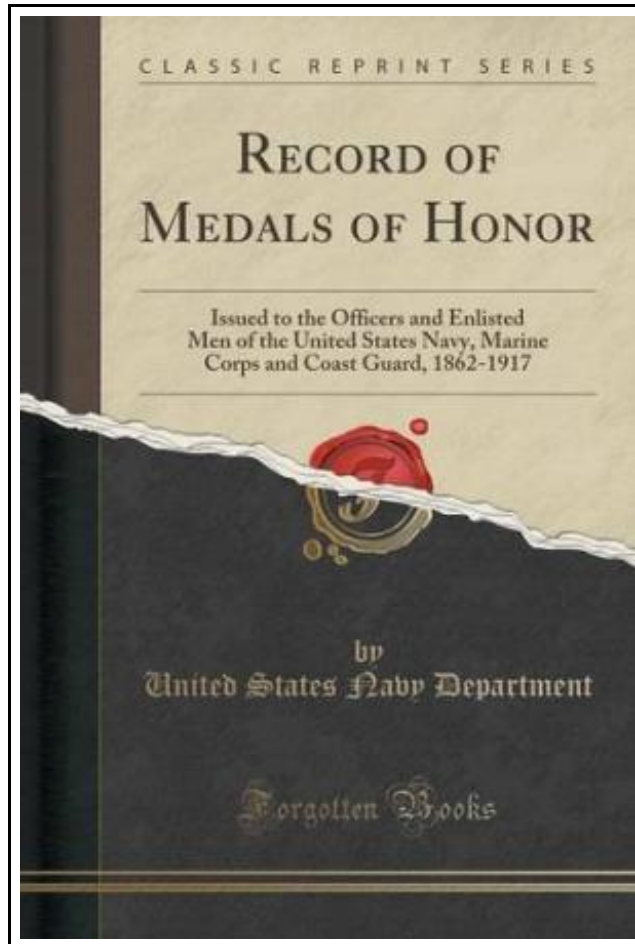 CLASSIC REPRINT SERIES
RECORD OF
MEDALS OF HONOR
Issued to the Officers and Enlisted
Men of the United States Navy, Marine
Corps and Coast Guard, 1862-1917
F
by
United States Navy Department
Forgotten Books